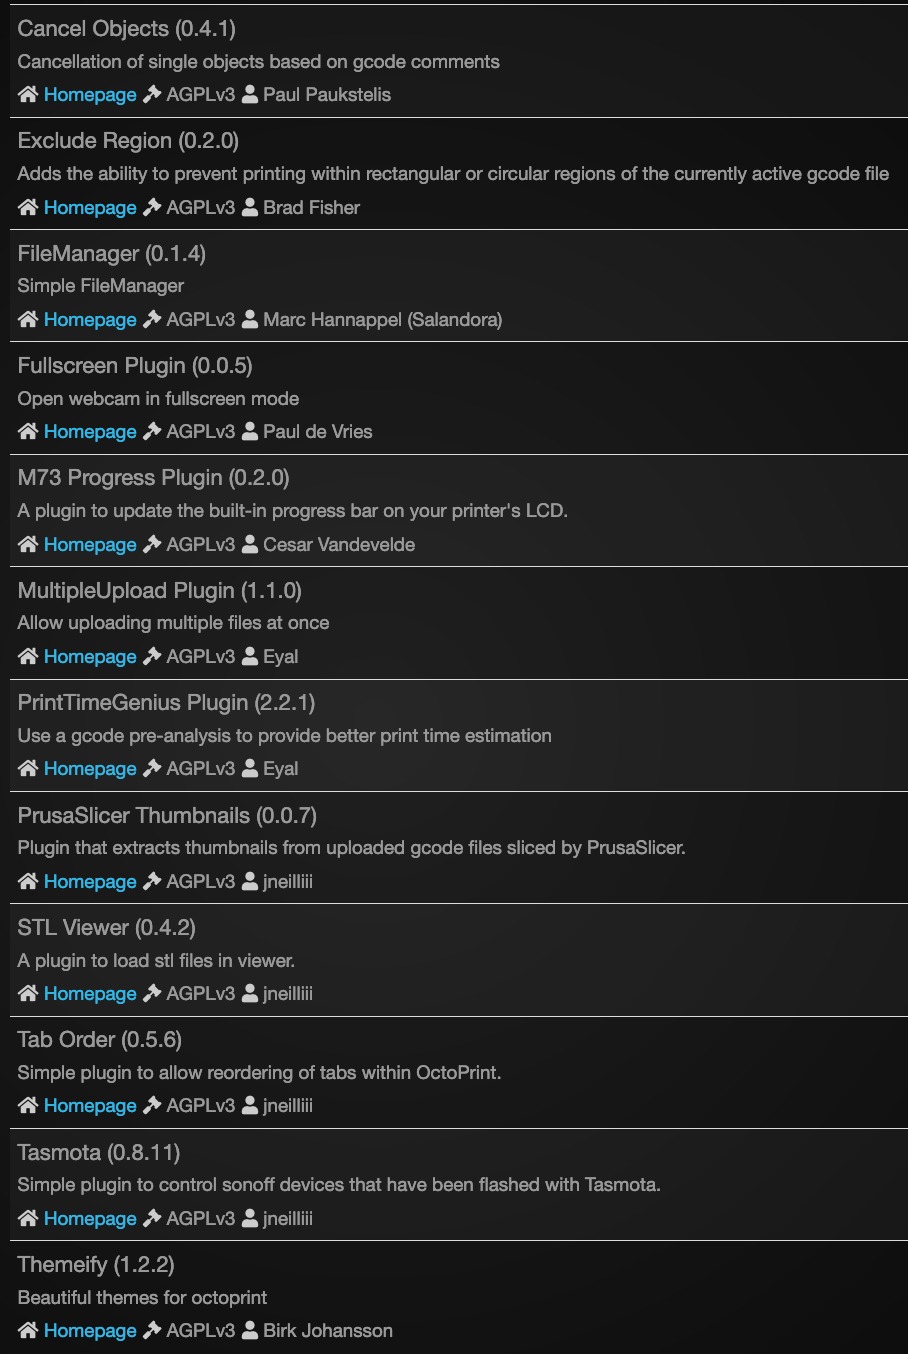 Cancel Objects (0.4.1)
Cancellation of single objects based on gcode comments
Homepage AGPLv3 Paul Paukstelis
Exclude Region (0.2.0)
Adds the ability to prevent printing within rectangular or circular regions of the currently active gcode file
Homepage AGPLv3 Brad Fisher
FileManager (0.1.4)
Simple FileManager
Homepage AGPLv3 Marc Hannappel (Salandora)
Fullscreen Plugin (0.0.5)
Open webcam in fullscreen mode
Homepage AGPLv3 Paul de Vries
M73 Progress Plugin (0.2.0)
A plugin to update the built-in progress bar on your printer's LCD.
Homepage AGPLv3 Cesar Vandevelde
MultipleUpload Plugin (1.1.0)
Allow uploading multiple files at once
Homepage AGPLv3 Eyal
PrintTimeGenius Plugin (2.2.1)
Use a gcode pre-analysis to provide better print time estimation
Homepage AGPLv3 Eyal
PrusaSlicer Thumbnails (0.0.7)
Plugin that extracts thumbnails from uploaded gcode files sliced by PrusaSlicer.
Homepage AGPLv3 jneilliii
STL Viewer (0.4.2)
A plugin to load stl files in viewer.
Homepage AGPLv3 jneilliii
Tab Order (0.5.6)
Simple plugin to allow reordering of tabs within OctoPrint.
Homepage AGPLv3 jneilliii
Tasmota (0.8.11)
Simple plugin to control sonoff devices that have been flashed with Tasmota.
Homepage AGPLv3 jneilliii
Themeify (1.2.2)
Beautiful themes for octoprint
Homepage AGPLv3 Birk Johansson